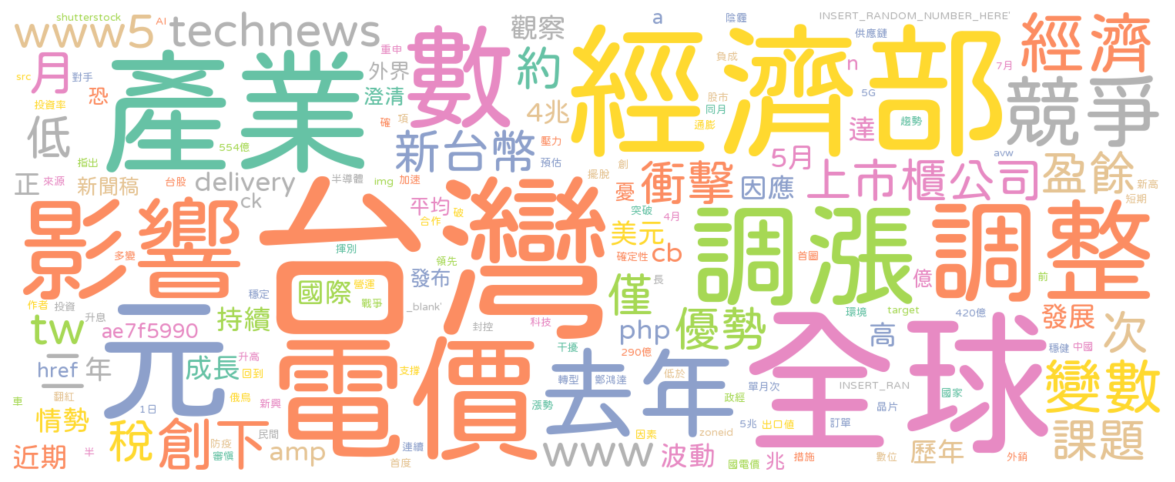 shutterstock
AI
www5
technews
重申
觀察
a
陰霾
INSERT_RANDOM_NUMBER_HERE'
供應鏈
經濟
src
對手
月
產業
外界
數
約
經濟部
負成
n
7月
競爭
投資率
恐
澄清
確
項
4兆
股市
同月
通膨
5G
達
趨勢
低
554億
新台幣
壓力
預估
指出
正
來源
新聞稿
台股
delivery
半導體
img
加速
ck
創
擺脫
憂
衝擊
因應
5月
上市櫃公司
avw
盈餘
新高
短期
影響
台灣
平均
合作
破
突破
4月
美元
cb
確定性
調漲
首圖
調整
多變
揮別
領先
發布
國際
營運
戰爭
_blank'
僅
長
億
前
作者
投資
穩定
tw
升息
ae7f5990
持續
封控
科技
php
優勢
環境
target
420億
高
發展
次
二
元
干擾
290億
全球
穩健
中國
href
年
成長
升高
回到
電價
支撐
去年
轉型
鄭鴻達
低於
單月次
INSERT_RAN
國家
變數
車
翻紅
1日
俄烏
新興
漲勢
政經
晶片
情勢
稅
創下
民間
因素
zoneid
5兆
出口值
訂單
課題
近期
半
防疫
審慎
amp
連續
首度
www
波動
國電價
兆
措施
數位
歷年
外銷